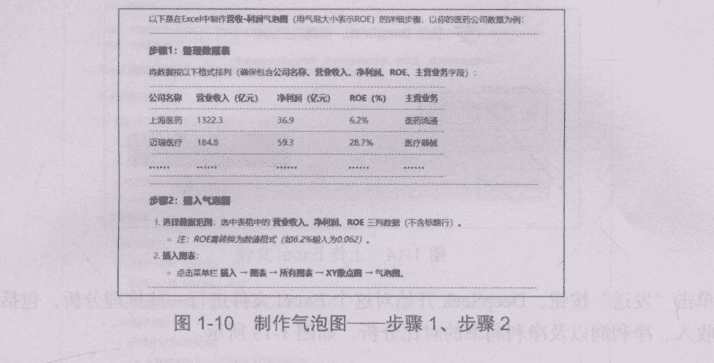 以下是在Excel中制作营收-利润气泡图（用气泡大小表示ROE）的详细步骤，以你的医药公司数据为例：
步骤1：整理数据表
将数据按以下格式排列（确保包含公司名称、营业收入、净利润、ROE、主营业务字段）：
公司名称 营业收入（亿元） 净利润（亿元） ROE（%） 主营业务
上海医药 1322.3 36.9 6.2% 医药流通
迈瑞医疗 184.8 59.3 28.7% 医疗器械
…… …… …… …… ……
步骤2：插入气泡图
1. 选择数据范围：选中表格中的 营业收入、净利润、ROE 三列数据（不含标题行）。
注：ROE需转换为数值格式（如6.2%输入为0.062）。
2. 插入图表：
点击菜单栏 插入 → 图表 → 所有图表 → XY散点图 → 气泡图。
图 1-10 制作气泡图——步骤 1、步骤 2